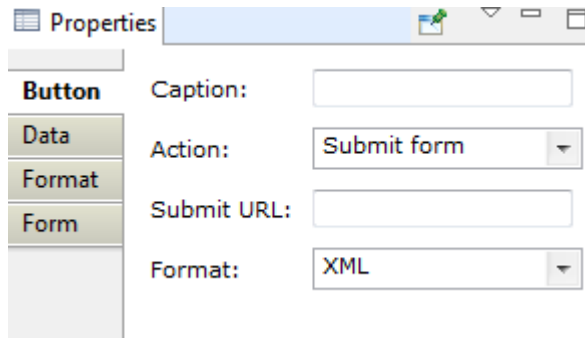 Properties
Button
Caption:
Data
Action: Submit form
Format
Submit URL:
Form
Format: XML